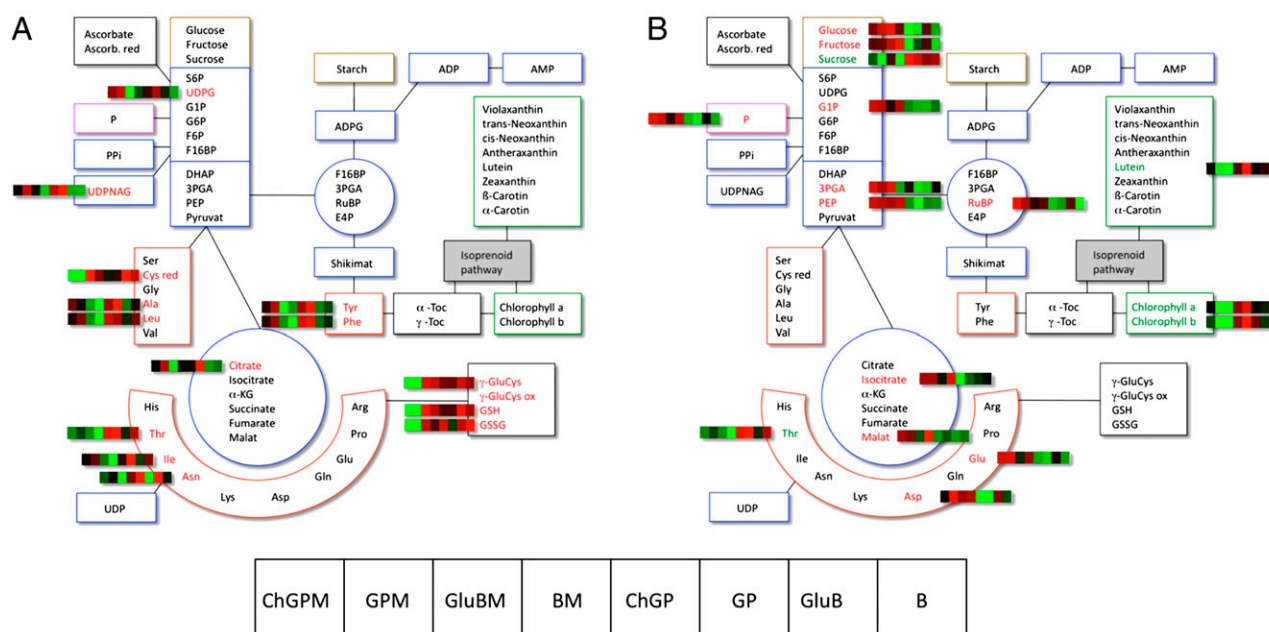 A
Ascorbate
Ascorb. red
Glucose
Fructose
Sucrose
S6P
UDPG
G1P
G6P
F6P
F16BP
P
PPi
UDPNAG
DHAP
3PGA
PEP
Pyruvat
Starch
ADP
AMP
ADPG
F16BP
3PGA
RuBP
E4P
Shikimat
Violaxanthin
trans-Neoxanthin
cis-Neoxanthin
Antheraxanthin
Lutein
Zeaxanthin
ß-Carotin
α-Carotin
Isoprenoid
pathway
Ser
Cys red
Gly
Ala
Leu
Val
Tyr
Phe
α -Toc
γ -Toc
Chlorophyll a
Chlorophyll b
Citrate
Isocitrate
α-KG
Succinate
Fumarate
Malat
γ-GluCys
γ-GluCys ox
GSH
GSSG
His
Thr
Ile
Asn
Lys
Asp
Gln
Glu
Pro
Arg
UDP
B
Ascorbate
Ascorb. red
Glucose
Fructose
Sucrose
S6P
UDPG
G1P
G6P
F6P
F16BP
P
PPi
UDPNAG
DHAP
3PGA
PEP
Pyruvat
Starch
ADP
AMP
ADPG
F16BP
3PGA
RuBP
E4P
Shikimat
Violaxanthin
trans-Neoxanthin
cis-Neoxanthin
Antheraxanthin
Lutein
Zeaxanthin
ß-Carotin
α-Carotin
Isoprenoid
pathway
Ser
Cys red
Gly
Ala
Leu
Val
Tyr
Phe
α -Toc
γ -Toc
Chlorophyll a
Chlorophyll b
Citrate
Isocitrate
α-KG
Succinate
Fumarate
Malat
γ-GluCys
γ-GluCys ox
GSH
GSSG
His
Thr
Ile
Asn
Lys
Asp
Gln
Glu
Pro
Arg
UDP
ChGPM GPM GluBM BM ChGP GP GluB B